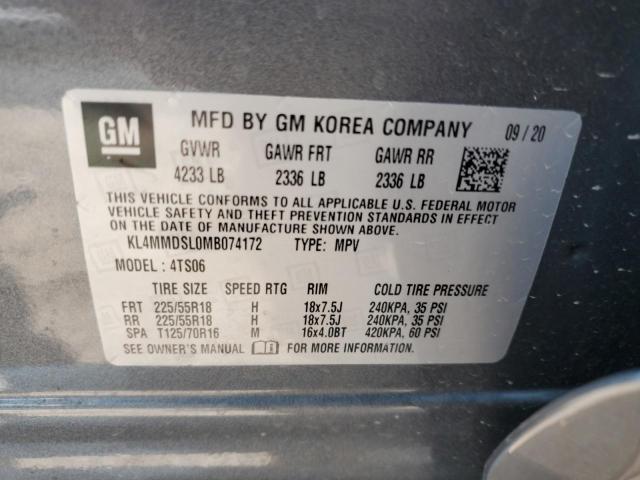 GM MFD BY GM KOREA COMPANY 09/20
GVWR GAWR FRT GAWR RR
4233 LB 2336 LB 2336 LB
THIS VEHICLE CONFORMS TO ALL APPLICABLE U.S. FEDERAL MOTOR
VEHICLE SAFETY AND THEFT PREVENTION STANDARDS IN EFFECT
ON THE DATE OF MANUFACTURE SHOWN ABOVE.
KL4MMDSL0MB074172 TYPE: MPV
MODEL: 4TS06
TIRE SIZE SPEED RTG RIM COLD TIRE PRESSURE
FRT 225/55R18 H 18x7.5J 240KPA, 35 PSI
RR 225/55R18 H 18x7.5J 240KPA, 35 PSI
SPA T125/70R16 M 16x4.0BT 420KPA, 60 PSI
SEE OWNER'S MANUAL FOR MORE INFORMATION.